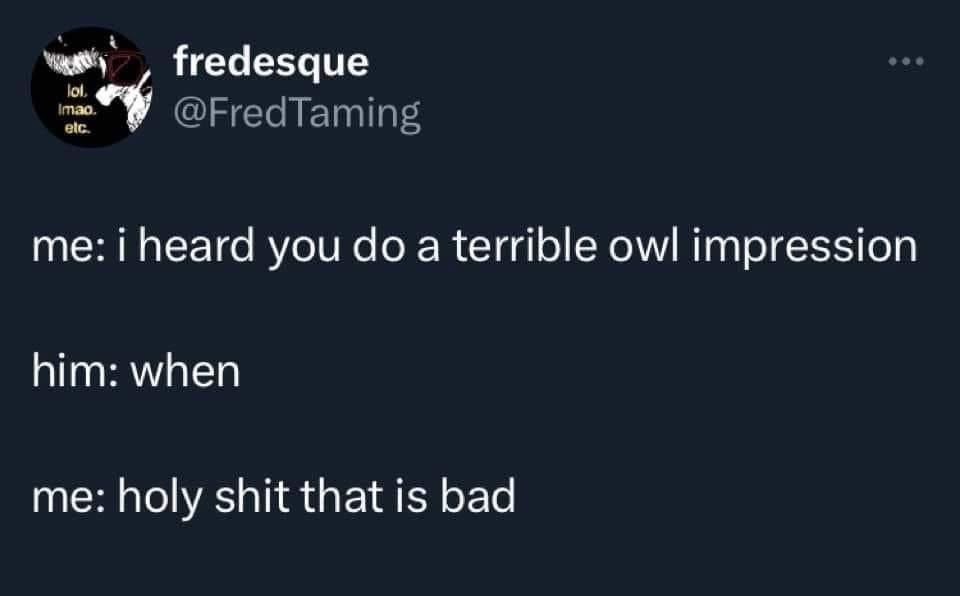 fredesque
@FredTaming
lol.
lmao.
etc.
me: i heard you do a terrible owl impression
him: when
me: holy shit that is bad